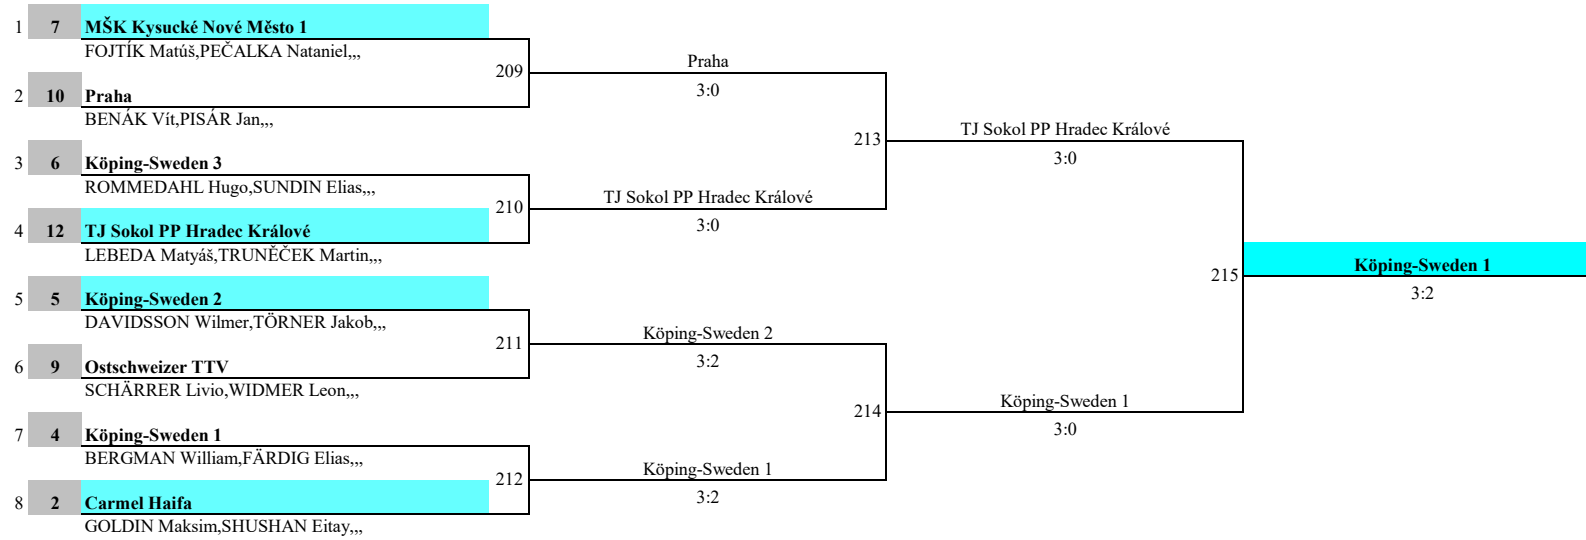 1 7 MŠK Kysucké Nové Město 1
FOJTÍK Matúš,PEČALKA Nataniel,,,
209
Praha
3:0
2 10 Praha
BENÁK Vít,PISÁR Jan,,,
213
TJ Sokol PP Hradec Králové
3:0
3 6 Köping-Sweden 3
ROMMEDAHL Hugo,SUNDIN Elias,,,
210
TJ Sokol PP Hradec Králové
3:0
4 12 TJ Sokol PP Hradec Králové
LEBEDA Matyáš,TRUNĚČEK Martin,,,
215
Köping-Sweden 1
3:2
5 5 Köping-Sweden 2
DAVIDSSON Wilmer,TÖRNER Jakob,,,
211
Köping-Sweden 2
3:2
6 9 Ostschweizer TTV
SCHÄRRER Livio,WIDMER Leon,,,
214
Köping-Sweden 1
3:0
7 4 Köping-Sweden 1
BERGMAN William,FÄRDIG Elias,,,
212
Köping-Sweden 1
3:2
8 2 Carmel Haifa
GOLDIN Maksim,SHUSHAN Eitay,,,